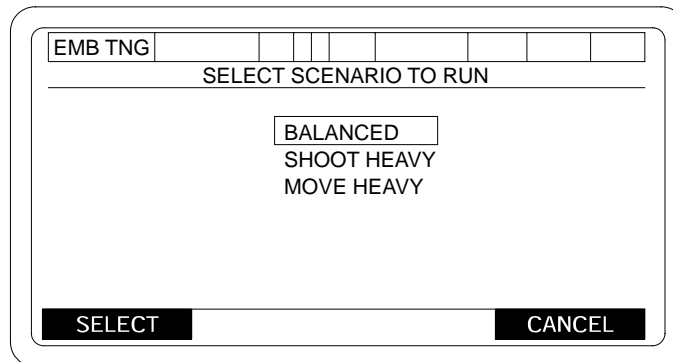 EMB TNG
SELECT SCENARIO TO RUN
BALANCED
SHOOT HEAVY
MOVE HEAVY
SELECT CANCEL